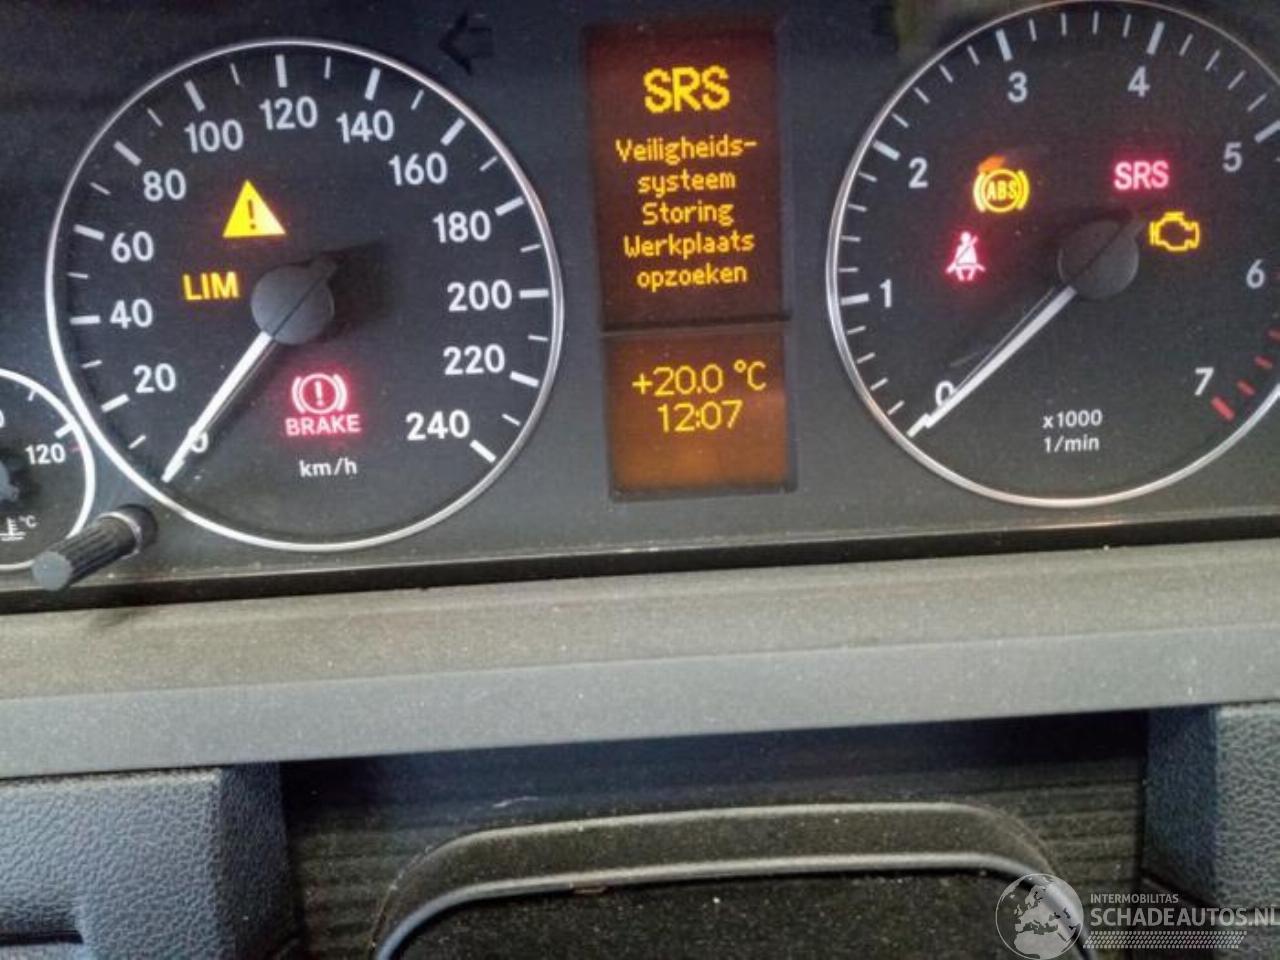 120
°C
0
20
40
60
80
100
120
140
160
180
200
220
240
LIM
BRAKE
km/h
SRS
Veiligheids-
systeem
Storing
Werkplaats
opzoeken
+20.0 °C
12:07
0
1
2
3
4
5
6
7
ABS
SRS
x1000
1/min
INTERMOBILITAS
SCHADEAUTOS.NL